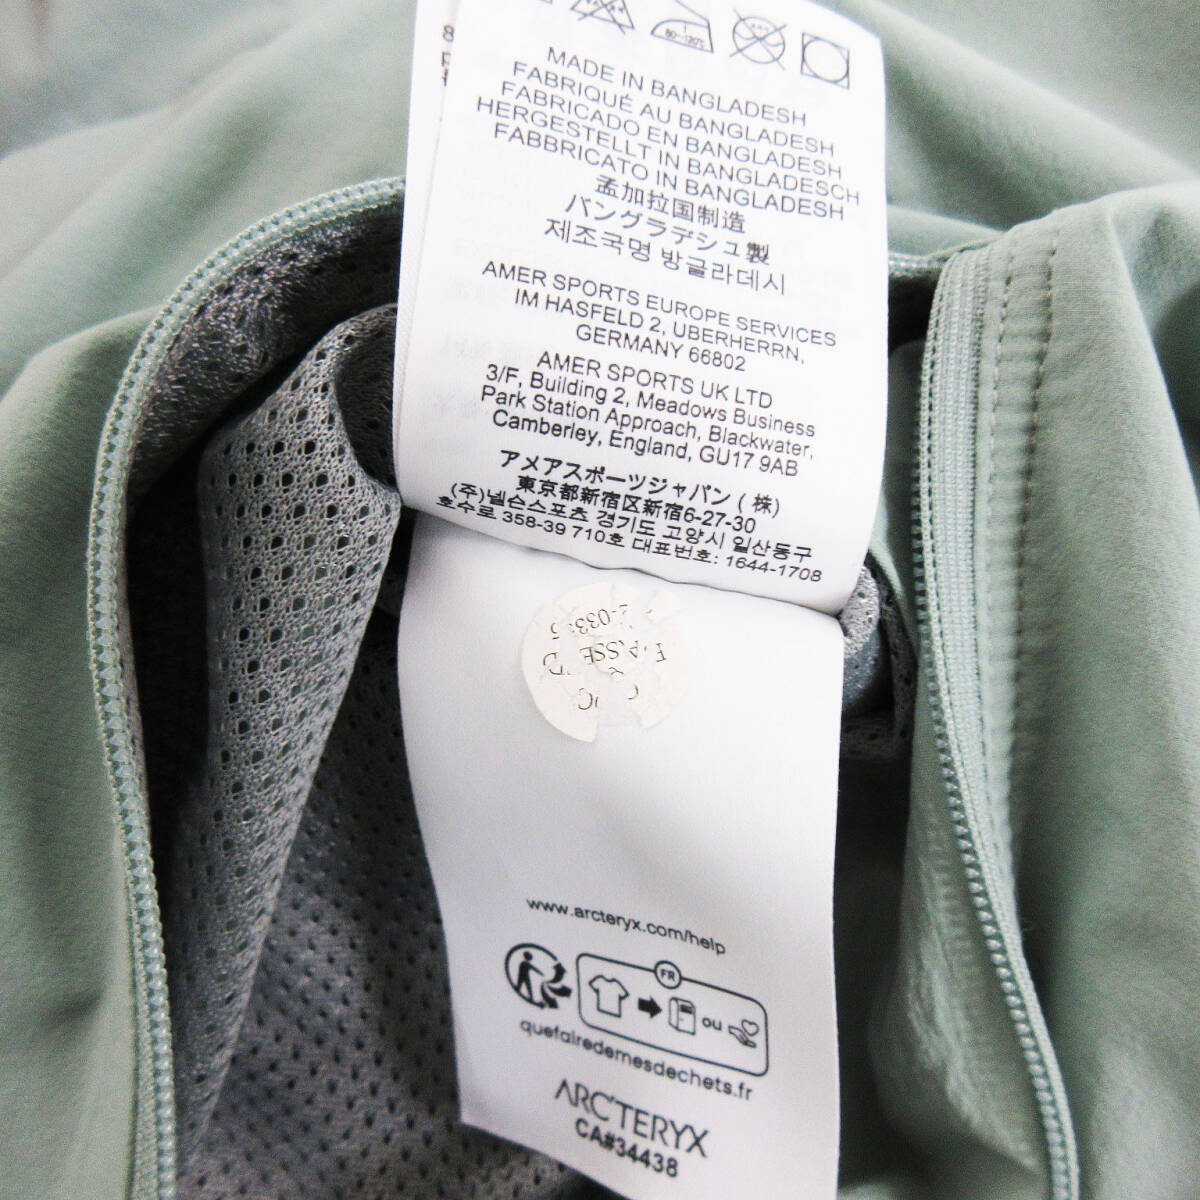 80~120℃
MADE IN BANGLADESH
FABRIQUÉ AU BANGLADESH
FABRICADO EN BANGLADESH
HERGESTELLT IN BANGLADESCH
FABBRICATO IN BANGLADESH
孟加拉国制造
バングラデシュ製
제조국명 방글라데시
AMER SPORTS EUROPE SERVICES
IM HASFELD 2, UBERHERRN,
GERMANY 66802
AMER SPORTS UK LTD
3/F, Building 2, Meadows Business
Park Station Approach, Blackwater,
Camberley, England, GU17 9AB
アメアスポーツジャパン (株)
東京都新宿区新宿6-27-30
(주)넬슨스포츠 경기도 고양시 일산동구
호수로 358-39 710호 대표번호: 1644-1708
www.arcteryx.com/help
FR
ou
quefairedemesdechets.fr
ARC'TERYX
CA#34438